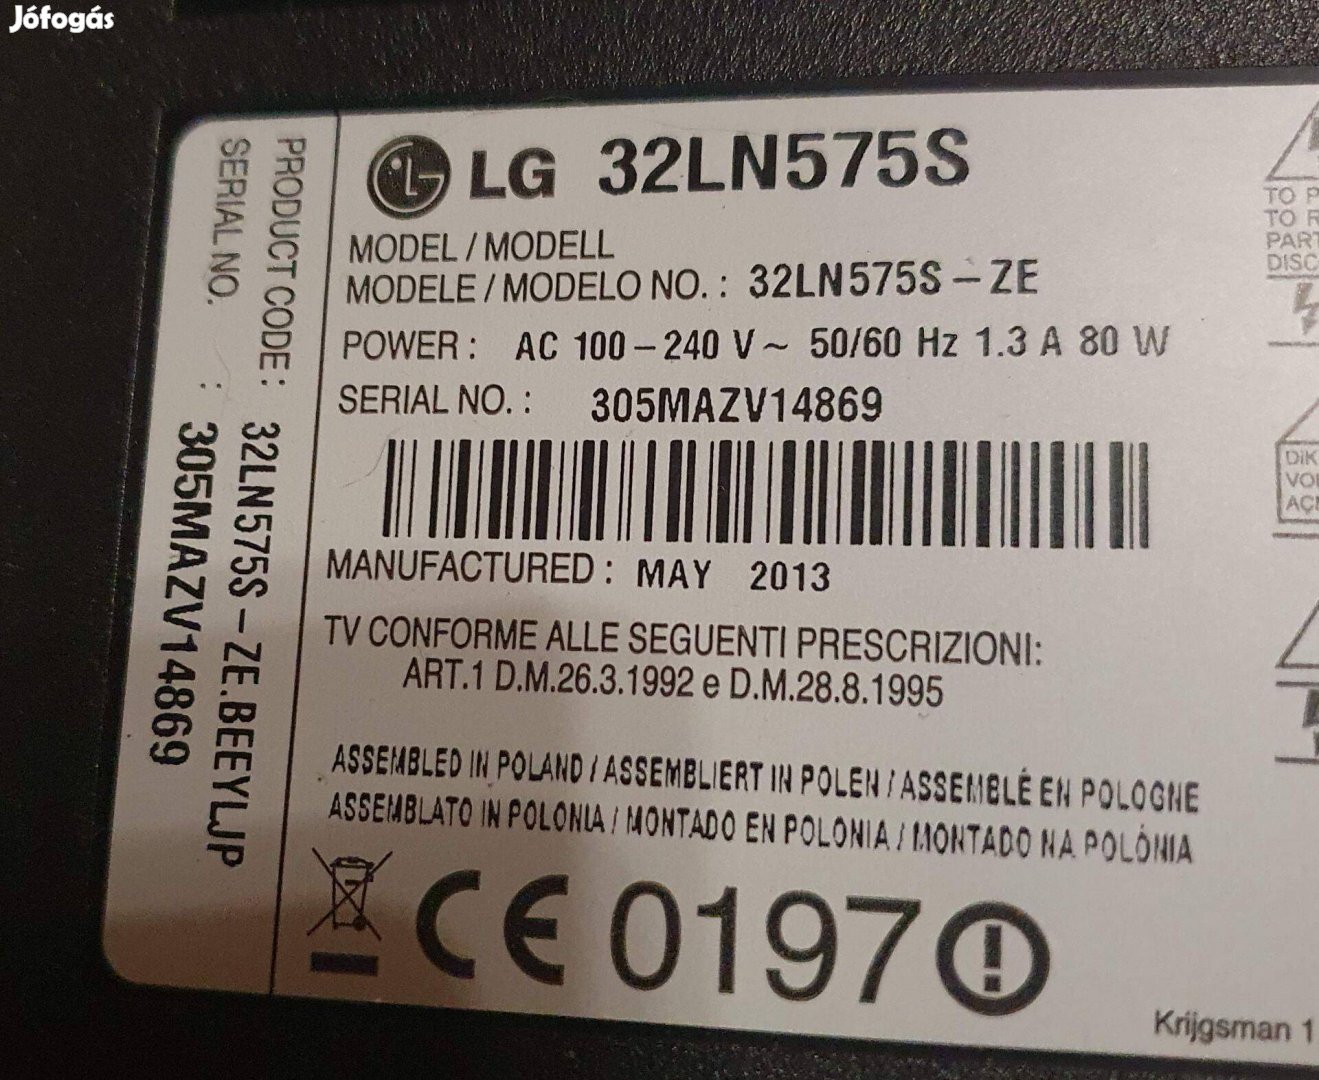 Jófogás
LG 32LN575S
MODEL / MODELL
MODELE / MODELO NO. : 32LN575S – ZE
POWER : AC 100 – 240 V ~ 50/60 Hz 1.3 A 80 W
SERIAL NO. : 305MAZV14869
MANUFACTURED : MAY 2013
TV CONFORME ALLE SEGUENTI PRESCRIZIONI:
ART.1 D.M.26.3.1992 e D.M.28.8.1995
ASSEMBLED IN POLAND / ASSEMBLIERT IN POLEN / ASSEMBLÉ EN POLOGNE
ASSEMBLATO IN POLONIA / MONTADO EN POLONIA / MONTADO NA POLÓNIA
CE 0197
Krijgsman 1
PRODUCT CODE : 32LN575S – ZE.BEEYLJP
SERIAL NO. : 305MAZV14869
TO
TO